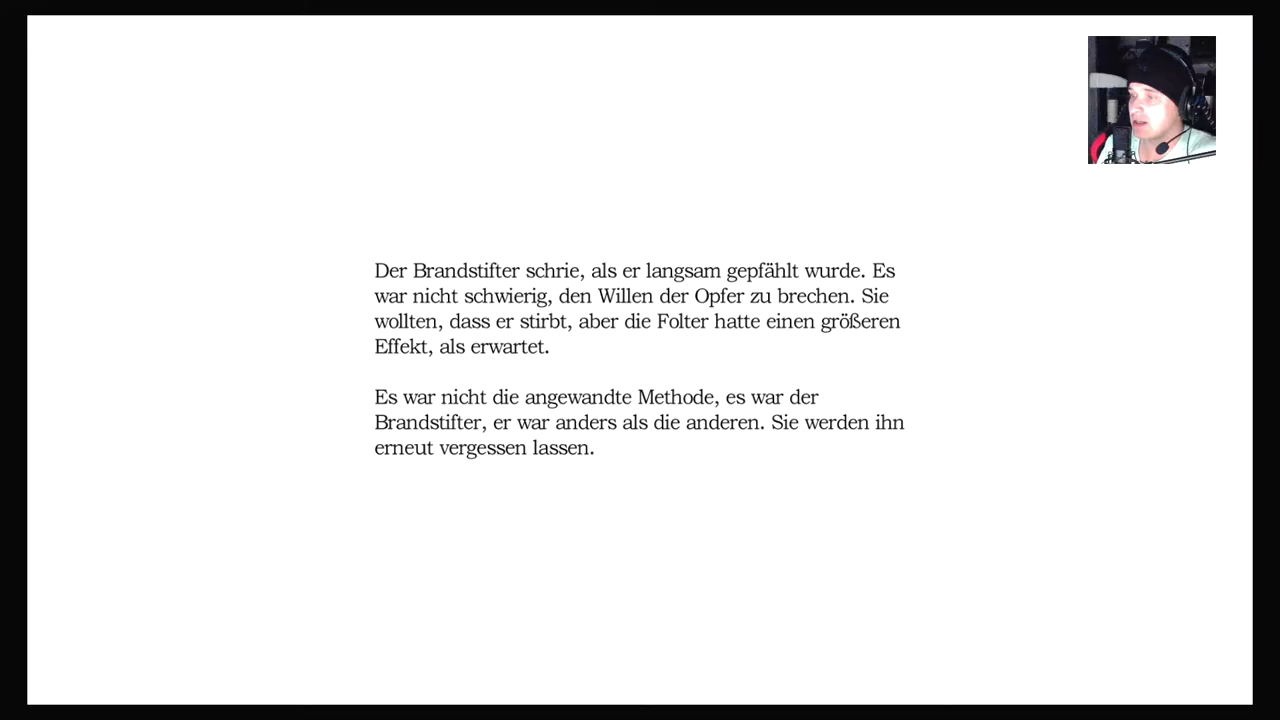 Der Brandstifter schrie, als er langsam gepfählt wurde. Es
war nicht schwierig, den Willen der Opfer zu brechen. Sie
wollten, dass er stirbt, aber die Folter hatte einen größeren
Effekt, als erwartet.
Es war nicht die angewandte Methode, es war der
Brandstifter, er war anders als die anderen. Sie werden ihn
erneut vergessen lassen.